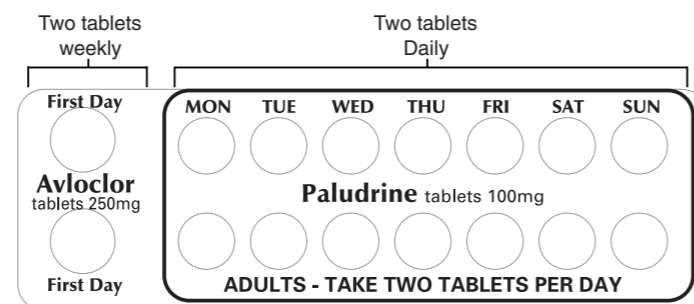 Two tablets
weekly
Two tablets
Daily
First Day
MON TUE WED THU FRI SAT SUN
Avloclor
tablets 250mg
Paludrine tablets 100mg
First Day
ADULTS - TAKE TWO TABLETS PER DAY